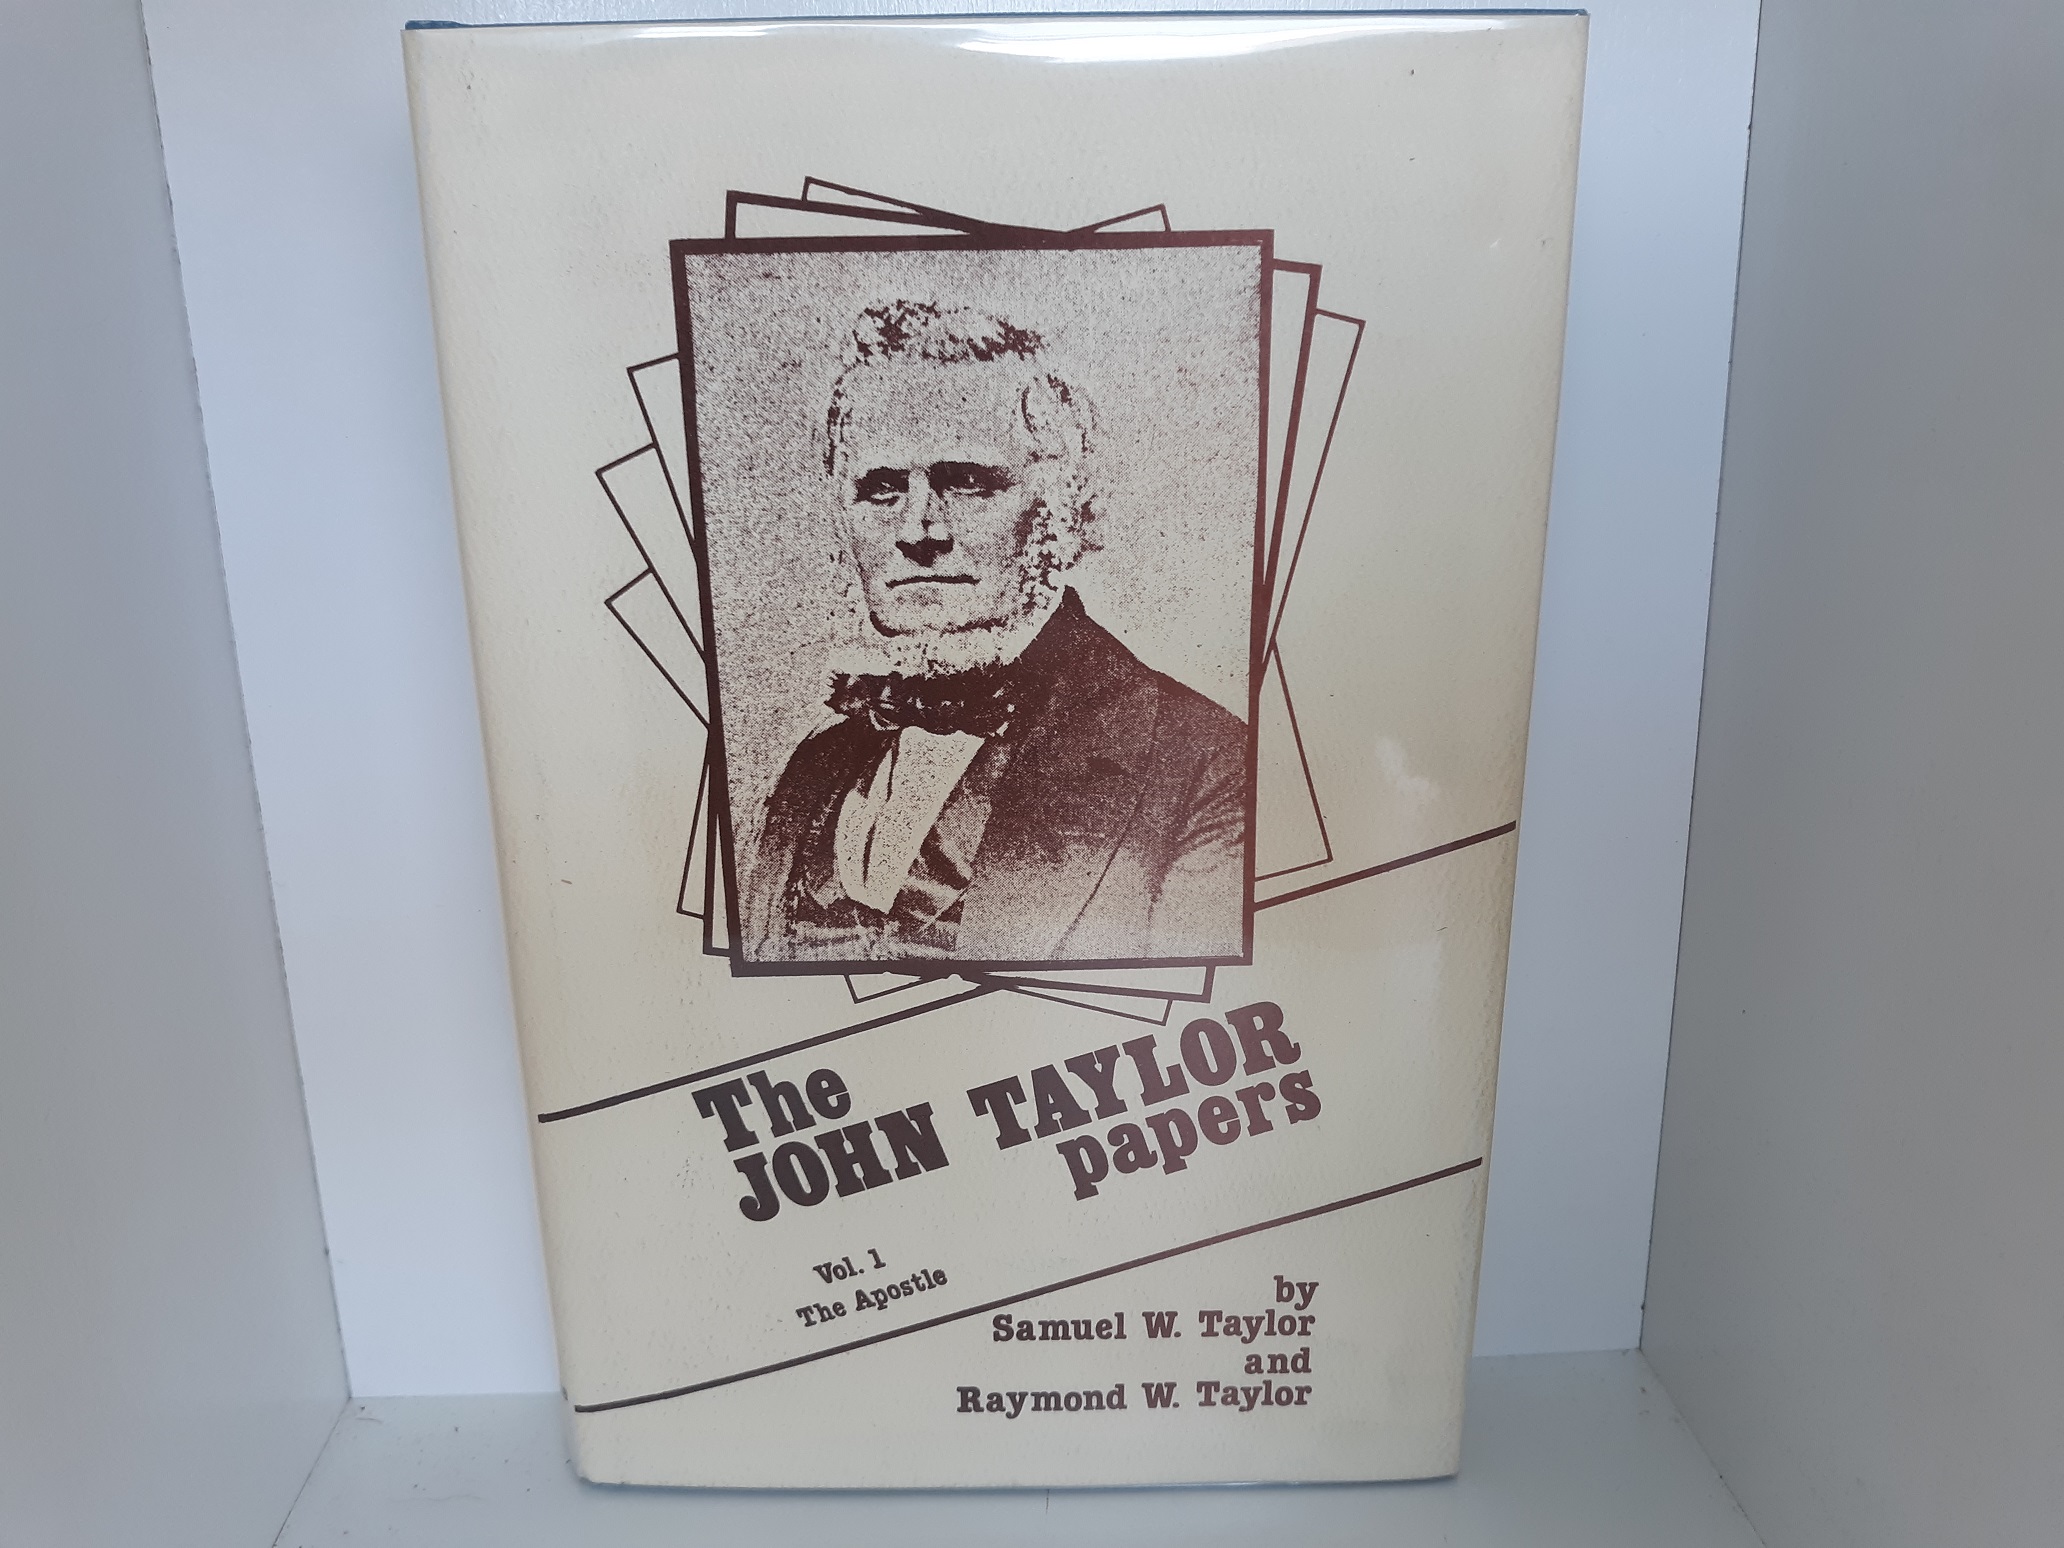 The
JOHN TAYLOR
papers
Vol. 1
The Apostle
by
Samuel W. Taylor
and
Raymond W. Taylor